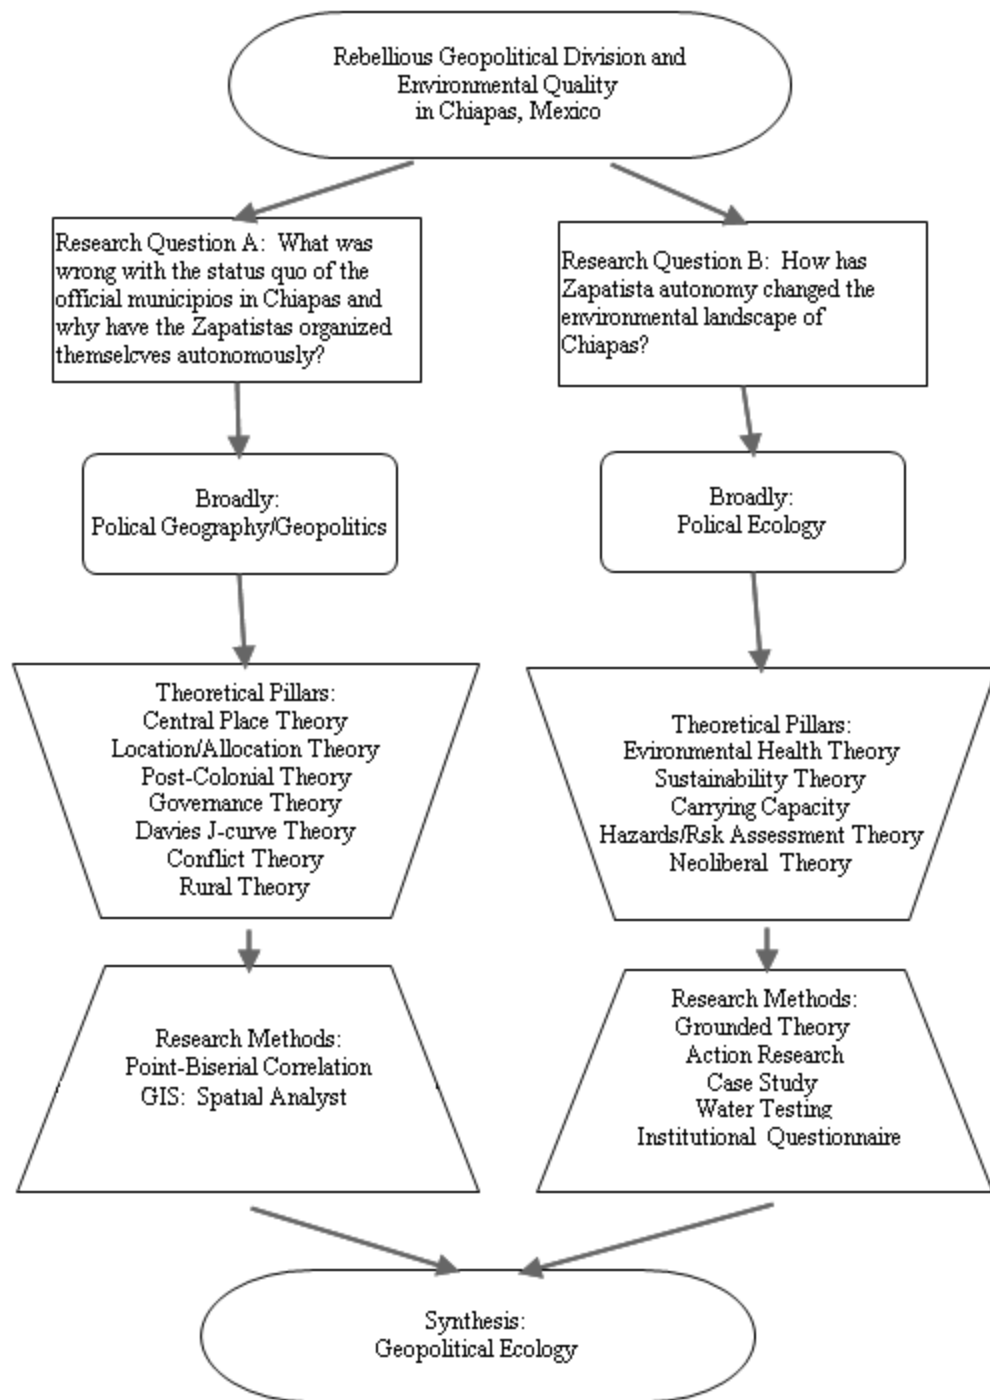 Rebellious Geopolitical Division and
Environmental Quality
in Chiapas, Mexico
Research Question A: What was
wrong with the status quo of the
official municipios in Chiapas and
why have the Zapatistas organized
themselcves autonomously?
Broadly:
Polical Geography/Geopolitics
Theoretical Pillars:
Central Place Theory
Location/Allocation Theory
Post-Colonial Theory
Governance Theory
Davies J-curve Theory
Conflict Theory
Rural Theory
Research Methods:
Point-Biserial Correlation
GIS: Spatial Analyst
Research Question B: How has
Zapatista autonomy changed the
environmental landscape of
Chiapas?
Broadly:
Polical Ecology
Theoretical Pillars:
Evironmental Health Theory
Sustainability Theory
Carrying Capacity
Hazards/Rsk Assessment Theory
Neoliberal Theory
Research Methods:
Grounded Theory
Action Research
Case Study
Water Testing
Institutional Questionnaire
Synthesis:
Geopolitical Ecology